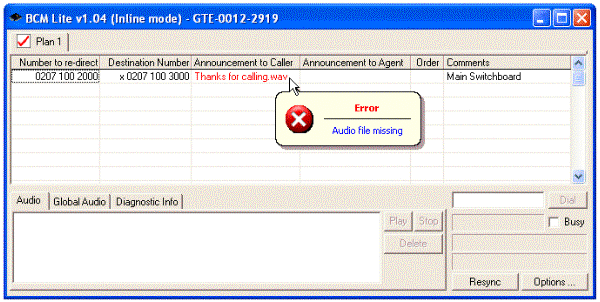 BCM Lite v1.04 (Inline mode) - GTE-0012-2919
Plan 1
Number to re-direct Destination Number Announcement to Caller Announcement to Agent Order Comments
0207 100 2000 x 0207 100 3000 Thanks for calling.wav Main Switchboard
Error
Audio file missing
Audio Global Audio Diagnostic Info
Dial
Play Stop Busy
Delete
Resync Options ...